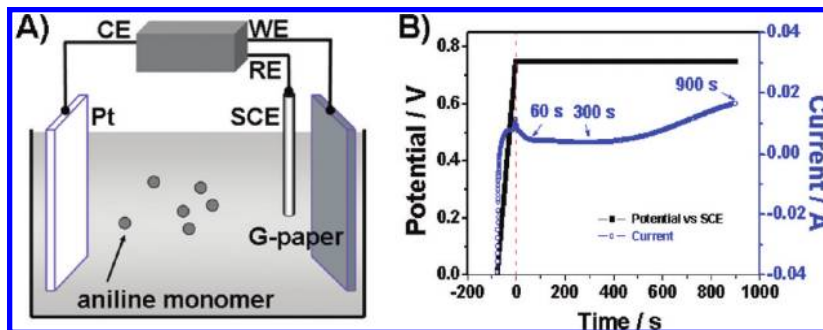 A)
CE
WE
RE
Pt
SCE
G-paper
aniline monomer
B)
Potential / V
0.8
0.6
0.4
0.2
0.0
60 s
300 s
900 s
Potential vs SCE
Current
0.04
0.02
0.00
-0.02
-0.04
Current / A
-200 0 200 400 600 800 1000
Time / s